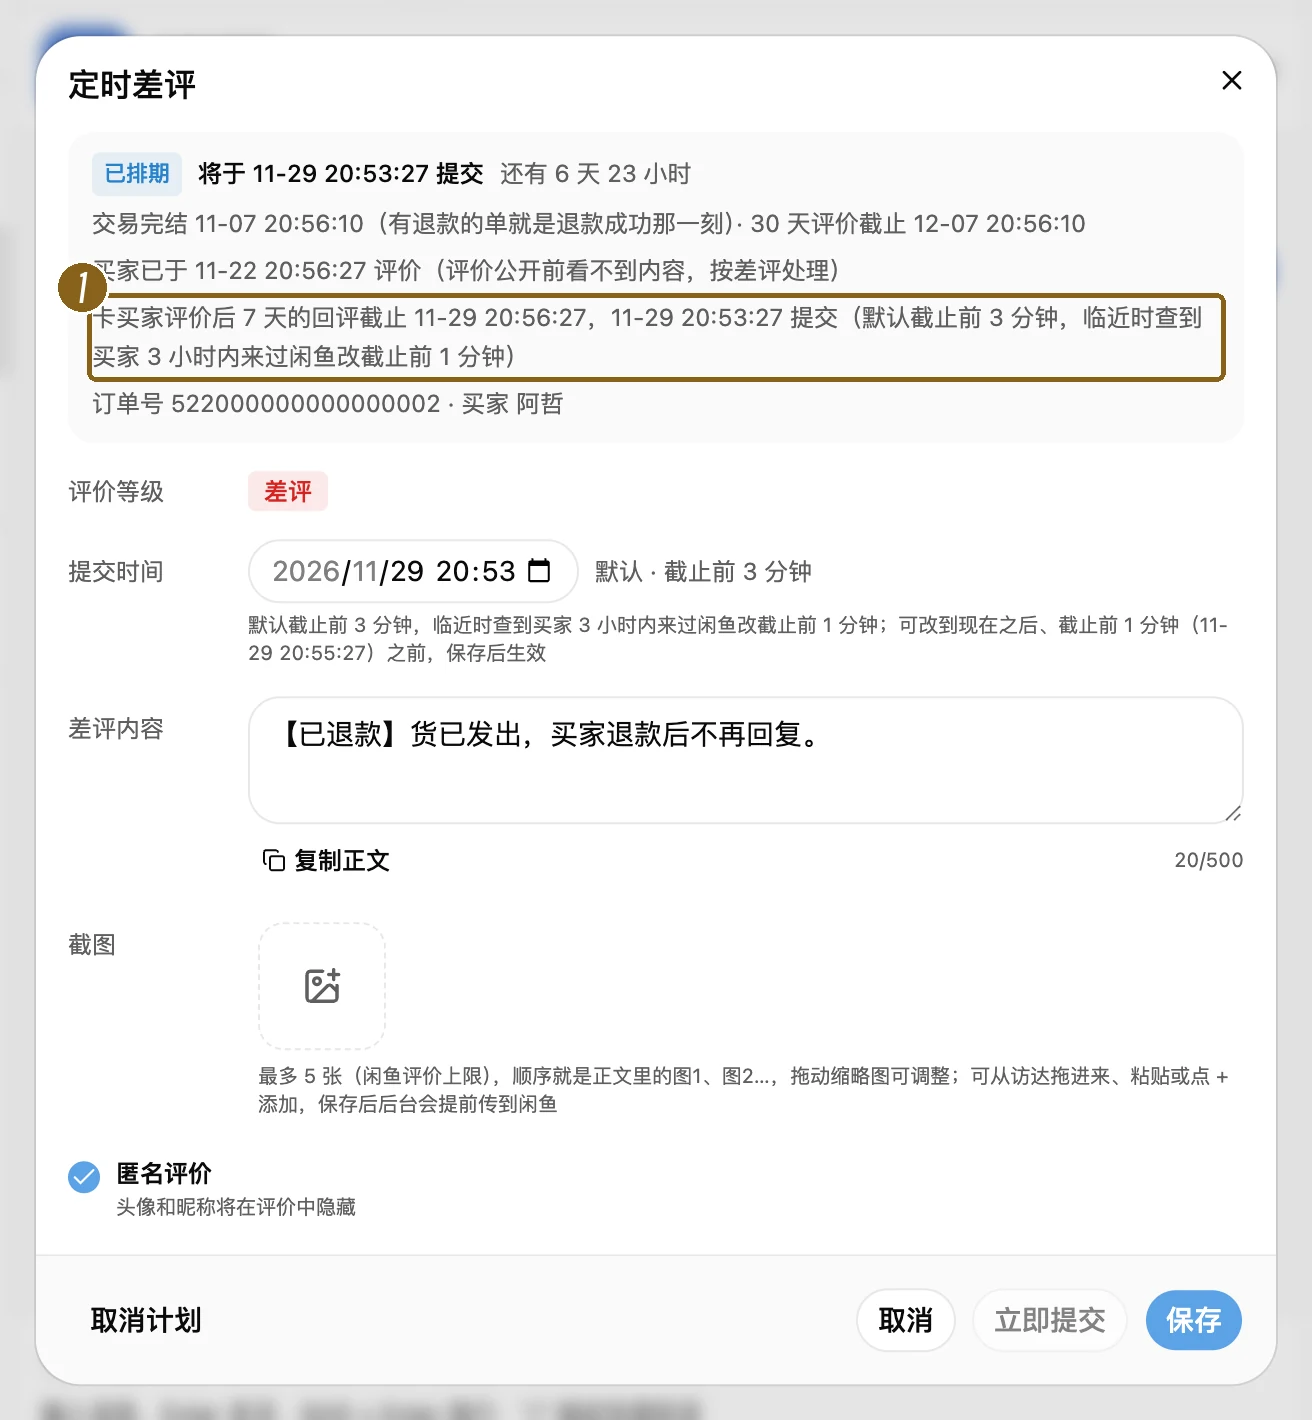 定时差评
已排期 将于 11-29 20:53:27 提交 还有 6 天 23 小时
交易完结 11-07 20:56:10（有退款的单就是退款成功那一刻）· 30 天评价截止 12-07 20:56:10
1
买家已于 11-22 20:56:27 评价（评价公开前看不到内容，按差评处理）
卡买家评价后 7 天的回评截止 11-29 20:56:27，11-29 20:53:27 提交（默认截止前 3 分钟，临近时查到
买家 3 小时内来过闲鱼改截止前 1 分钟）
订单号 522000000000000002 · 买家 阿哲
评价等级 差评
提交时间 2026/11/29 20:53 默认 · 截止前 3 分钟
默认截止前 3 分钟，临近时查到买家 3 小时内来过闲鱼改截止前 1 分钟；可改到现在之后、截止前 1 分钟（11-
29 20:55:27）之前，保存后生效
差评内容 【已退款】货已发出，买家退款后不再回复。
复制正文 20/500
截图
最多 5 张（闲鱼评价上限），顺序就是正文里的图1、图2...，拖动缩略图可调整；可从访达拖进来、粘贴或点 +
添加，保存后后台会提前传到闲鱼
匿名评价
头像和昵称将在评价中隐藏
取消计划 取消 立即提交 保存